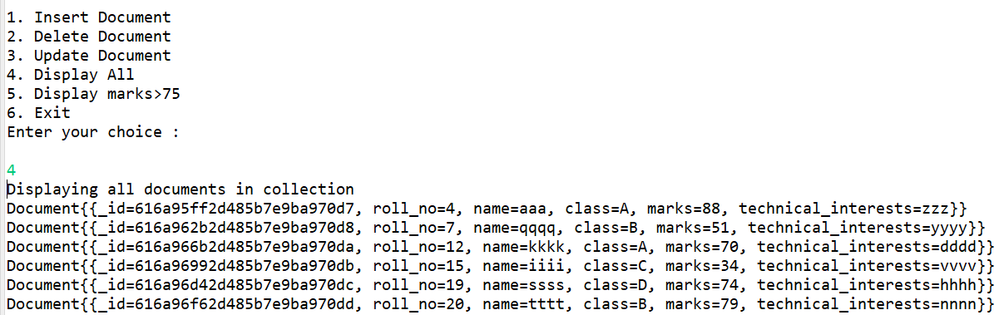 1. Insert Document
2. Delete Document
3. Update Document
4. Display All
5. Display marks>75
6. Exit
Enter your choice :
4
Displaying all documents in collection
Document{{_id=616a95ff2d485b7e9ba970d7, roll_no=4, name=aaa, class=A, marks=88, technical_interests=zzz}}
Document{{_id=616a962b2d485b7e9ba970d8, roll_no=7, name=qqqq, class=B, marks=51, technical_interests=yyyy}}
Document{{_id=616a966b2d485b7e9ba970da, roll_no=12, name=kkkk, class=A, marks=70, technical_interests=dddd}}
Document{{_id=616a96992d485b7e9ba970db, roll_no=15, name=iiii, class=C, marks=34, technical_interests=vvvv}}
Document{{_id=616a96d42d485b7e9ba970dc, roll_no=19, name=ssss, class=D, marks=74, technical_interests=hhhh}}
Document{{_id=616a96f62d485b7e9ba970dd, roll_no=20, name=tttt, class=B, marks=79, technical_interests=nnnn}}